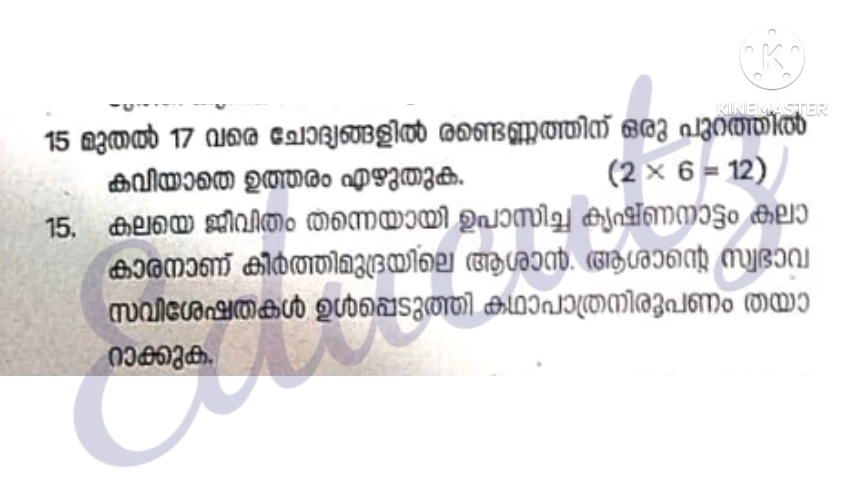 KINEMASTER
15 മുതൽ 17 വരെ ചോദ്യങ്ങളിൽ രണ്ടെണ്ണത്തിന് ഒരു പുറത്തിൽ
കവിയാതെ ഉത്തരം എഴുതുക. (2 × 6 = 12)
15. കലയെ ജീവിതം തന്നെയായി ഉപാസിച്ച കൃഷ്ണനാട്ടം കലാ
കാരനാണ് കീർത്തിമുദ്രയിലെ ആശാൻ. ആശാന്റെ സ്വഭാവ
സവിശേഷതകൾ ഉൾപ്പെടുത്തി കഥാപാത്രനിരൂപണം തയാ
റാക്കുക.
Educutz